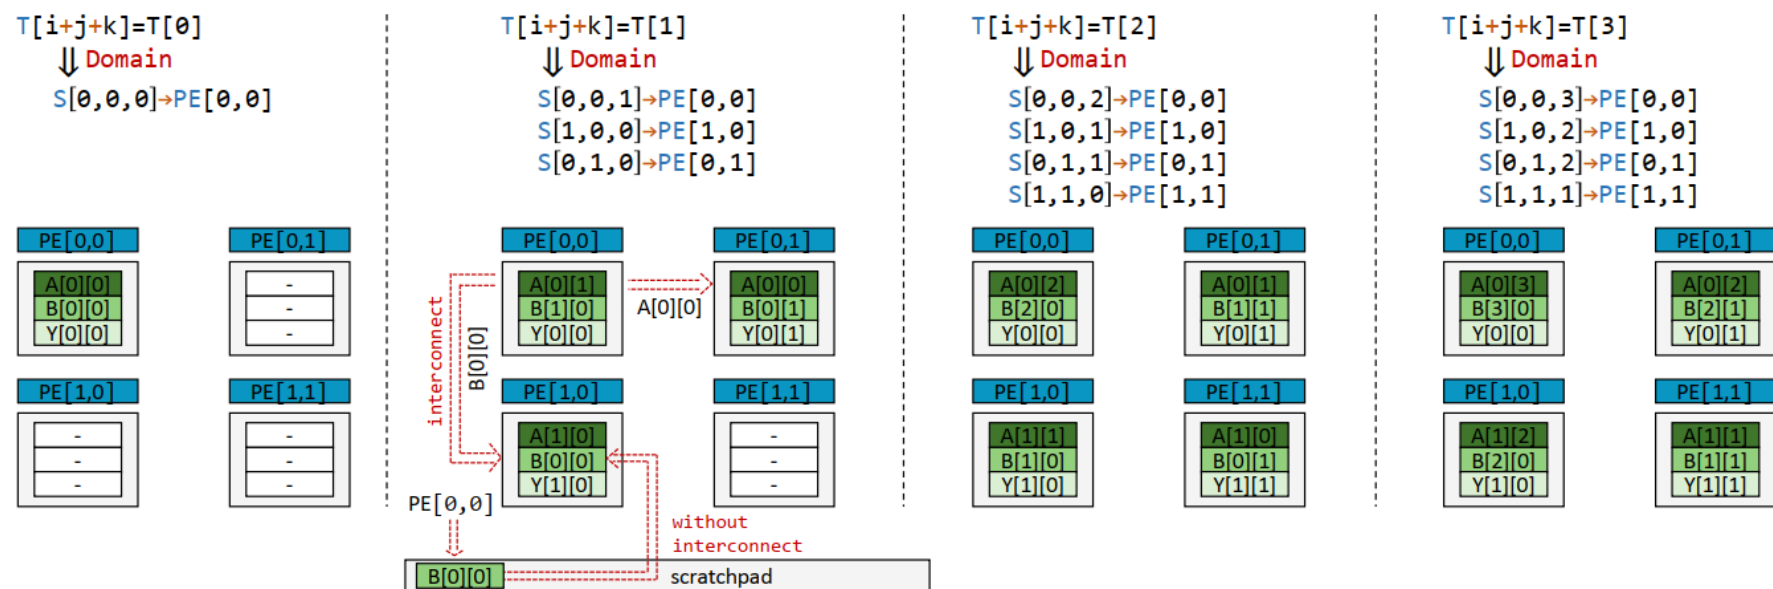 T[i+j+k]=T[0]
⇓ Domain
S[0,0,0]→PE[0,0]
PE[0,0]
PE[0,1]
A[0][0]
B[0][0]
Y[0][0]
-
-
-
PE[1,0]
PE[1,1]
-
-
-
-
-
-
T[i+j+k]=T[1]
⇓ Domain
S[0,0,1]→PE[0,0]
S[1,0,0]→PE[1,0]
S[0,1,0]→PE[0,1]
PE[0,0]
PE[0,1]
A[0][1]
B[1][0]
Y[0][0]
A[0][0]
A[0][0]
B[0][1]
Y[0][1]
interconnect
B[0][0]
PE[1,0]
PE[1,1]
A[1][0]
B[0][0]
Y[1][0]
-
-
-
PE[0,0]
without
interconnect
B[0][0]
scratchpad
T[i+j+k]=T[2]
⇓ Domain
S[0,0,2]→PE[0,0]
S[1,0,1]→PE[1,0]
S[0,1,1]→PE[0,1]
S[1,1,0]→PE[1,1]
PE[0,0]
PE[0,1]
A[0][2]
B[2][0]
Y[0][0]
A[0][1]
B[1][1]
Y[0][1]
PE[1,0]
PE[1,1]
A[1][1]
B[1][0]
Y[1][0]
A[1][0]
B[0][1]
Y[1][1]
T[i+j+k]=T[3]
⇓ Domain
S[0,0,3]→PE[0,0]
S[1,0,2]→PE[1,0]
S[0,1,2]→PE[0,1]
S[1,1,1]→PE[1,1]
PE[0,0]
PE[0,1]
A[0][3]
B[3][0]
Y[0][0]
A[0][2]
B[2][1]
Y[0][1]
PE[1,0]
PE[1,1]
A[1][2]
B[2][0]
Y[1][0]
A[1][1]
B[1][1]
Y[1][1]